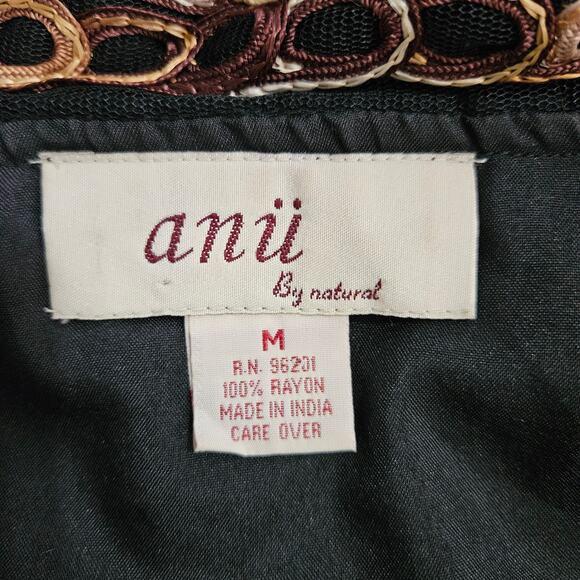 anü
By natural
M
R.N. 96201
100% RAYON
MADE IN INDIA
CARE OVER